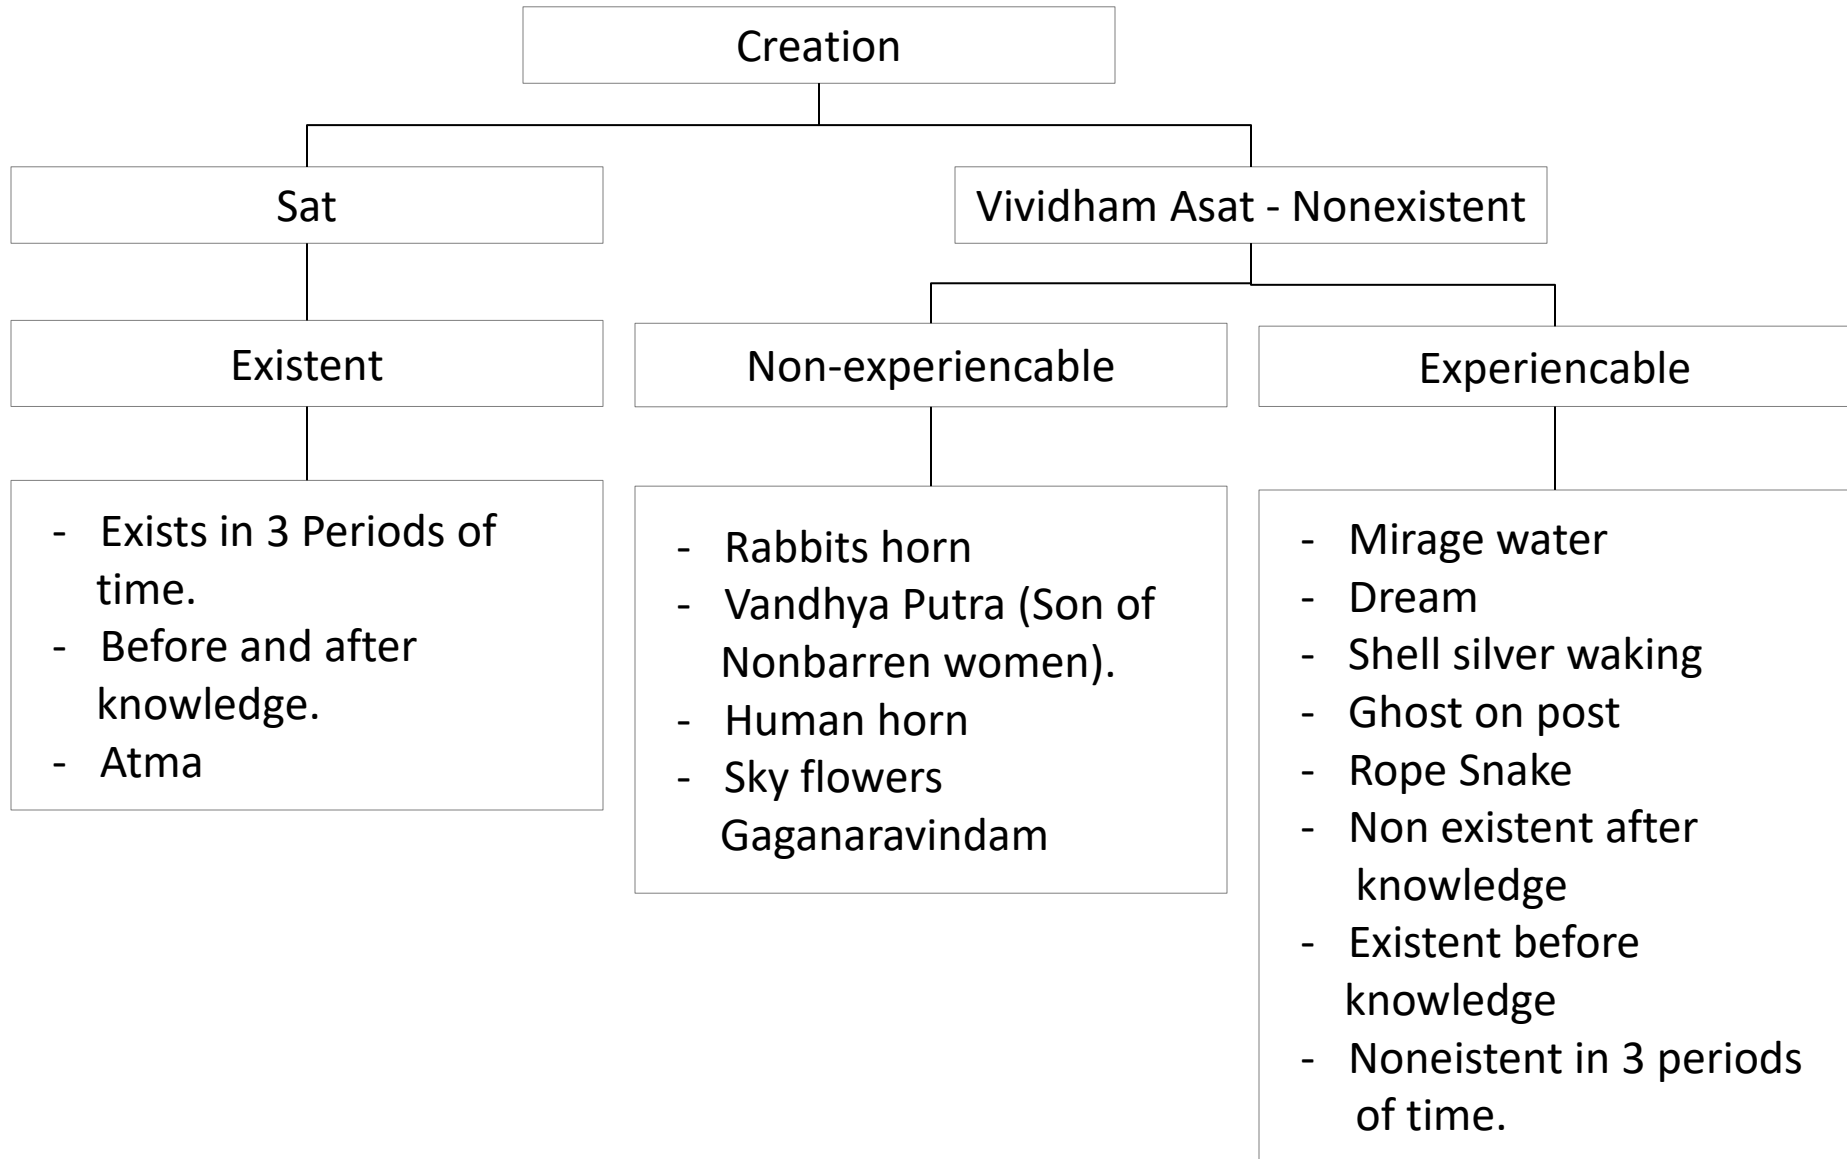 Creation
Sat
Vividham Asat - Nonexistent
Existent
Non-experiencable
Experiencable
- Exists in 3 Periods of
time.
- Before and after
knowledge.
- Atma
- Rabbits horn
- Vandhya Putra (Son of
Nonbarren women).
- Human horn
- Sky flowers
Gaganaravindam
- Mirage water
- Dream
- Shell silver waking
- Ghost on post
- Rope Snake
- Non existent after
knowledge
- Existent before
knowledge
- Noneistent in 3 periods
of time.